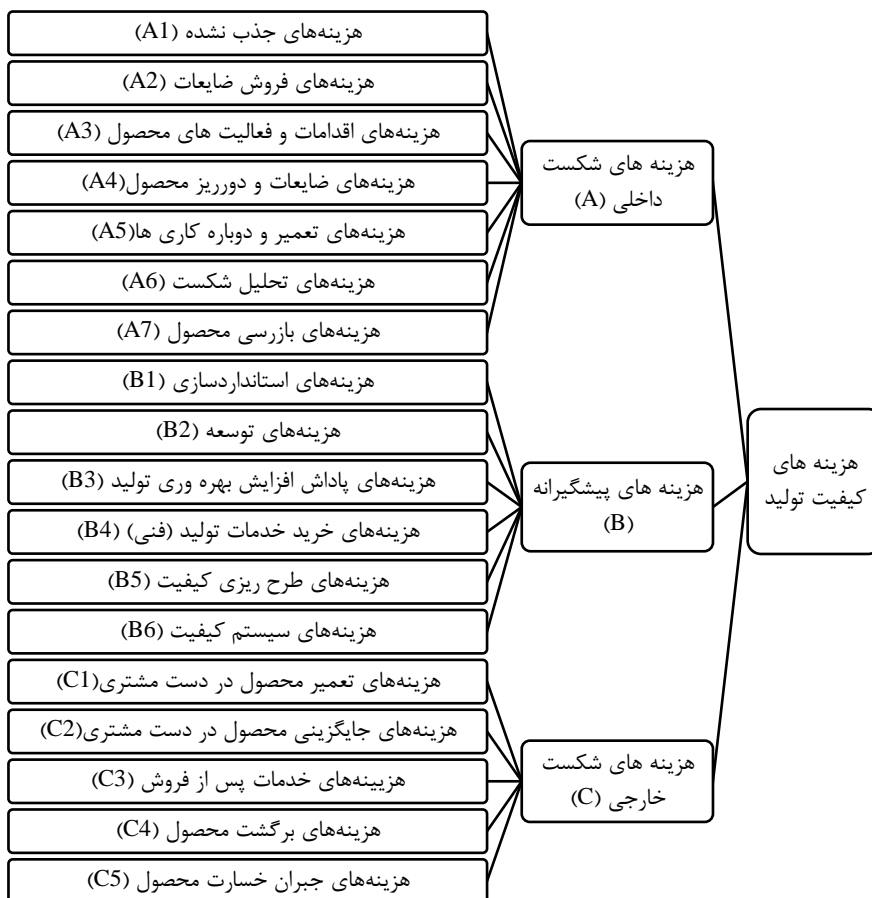 هزینه های
کیفیت تولید
هزینه های شکست
داخلی (A)
هزینه‌های جذب نشده (A1)
هزینه‌های فروش ضایعات (A2)
هزینه‌های اقدامات و فعالیت های محصول (A3)
هزینه‌های ضایعات و دورریز محصول(A4)
هزینه‌های تعمیر و دوباره کاری ها(A5)
هزینه‌های تحلیل شکست (A6)
هزینه‌های بازرسی محصول (A7)
هزینه های پیشگیرانه
(B)
هزینه‌های استانداردسازی (B1)
هزینه‌های توسعه (B2)
هزینه‌های پاداش افزایش بهره وری تولید (B3)
هزینه‌های خرید خدمات تولید (فنی) (B4)
هزینه‌های طرح ریزی کیفیت (B5)
هزینه‌های سیستم کیفیت (B6)
هزینه های شکست
خارجی (C)
هزینه‌های تعمیر محصول در دست مشتری(C1)
هزینه‌های جایگزینی محصول در دست مشتری(C2)
هزیینه‌های خدمات پس از فروش (C3)
هزینه‌های برگشت محصول (C4)
هزینه‌های جبران خسارت محصول (C5)